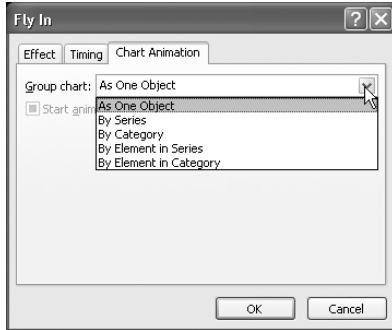 Fly In
Effect Timing Chart Animation
Group chart: As One Object
Start anim
As One Object
By Series
By Category
By Element in Series
By Element in Category
OK Cancel